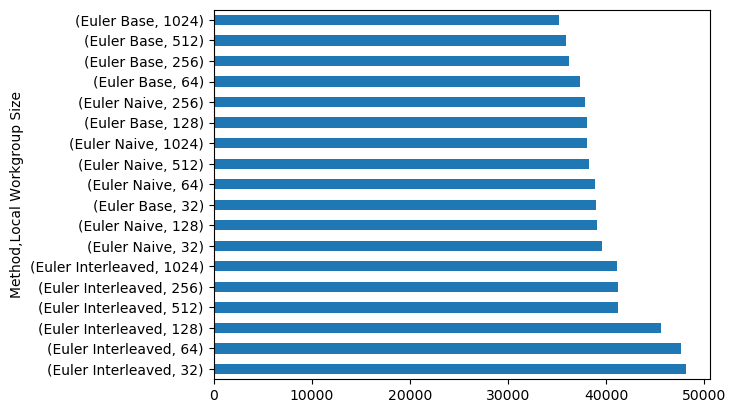 Method,Local Workgroup Size
(Euler Base, 1024)
(Euler Base, 512)
(Euler Base, 256)
(Euler Base, 64)
(Euler Naive, 256)
(Euler Base, 128)
(Euler Naive, 1024)
(Euler Naive, 512)
(Euler Naive, 64)
(Euler Base, 32)
(Euler Naive, 128)
(Euler Naive, 32)
(Euler Interleaved, 1024)
(Euler Interleaved, 256)
(Euler Interleaved, 512)
(Euler Interleaved, 128)
(Euler Interleaved, 64)
(Euler Interleaved, 32)
0 10000 20000 30000 40000 50000